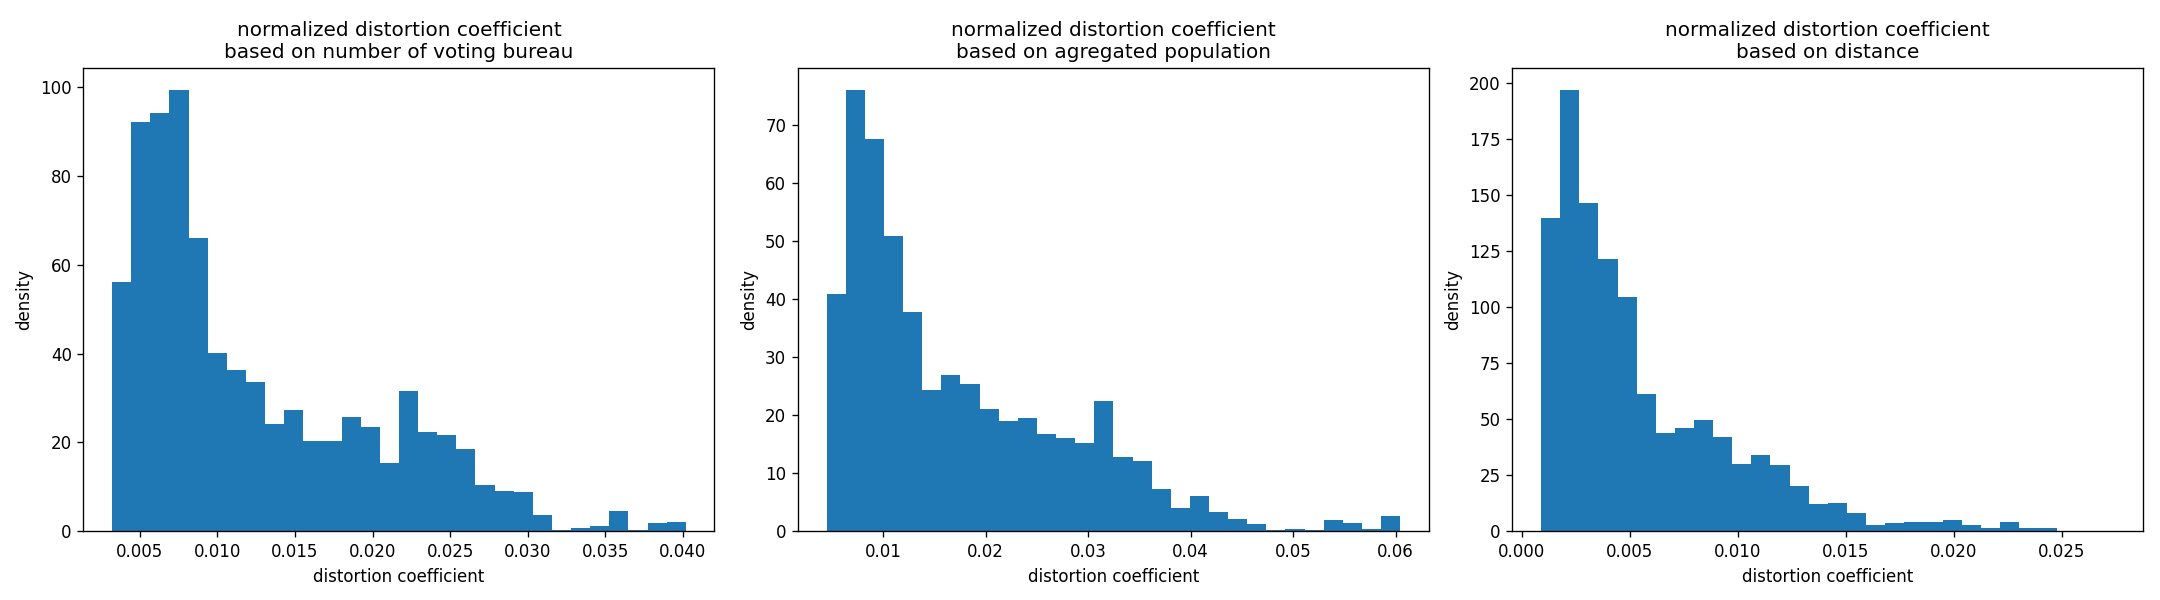 normalized distortion coefficient
based on number of voting bureau
100
80
60
40
20
0
density
0.005 0.010 0.015 0.020 0.025 0.030 0.035 0.040
distortion coefficient
normalized distortion coefficient
based on agregated population
70
60
50
40
30
20
10
0
density
0.01 0.02 0.03 0.04 0.05 0.06
distortion coefficient
normalized distortion coefficient
based on distance
200
175
150
125
100
75
50
25
0
density
0.000 0.005 0.010 0.015 0.020 0.025
distortion coefficient